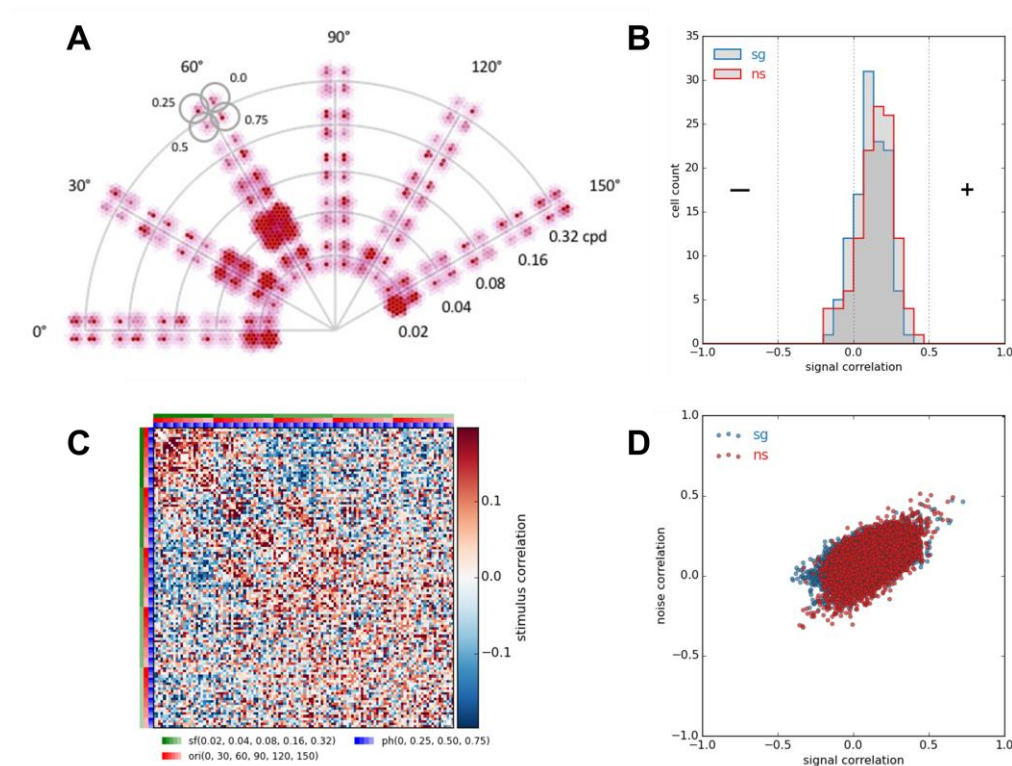 A
90°
60°
120°
0.0
0.25
0.75
0.5
30°
150°
0.32 cpd
0.16
0.08
0.04
0.02
0°
B
35
30
25
20
15
10
5
0
cell count
sg
ns
−
+
−1.0
−0.5
0.0
0.5
1.0
signal correlation
C
0.1
0.0
−0.1
stimulus correlation
sf(0.02, 0.04, 0.08, 0.16, 0.32)
ph(0, 0.25, 0.50, 0.75)
ori(0, 30, 60, 90, 120, 150)
D
1.0
0.5
0.0
−0.5
−1.0
noise correlation
sg
ns
−1.0
−0.5
0.0
0.5
1.0
signal correlation